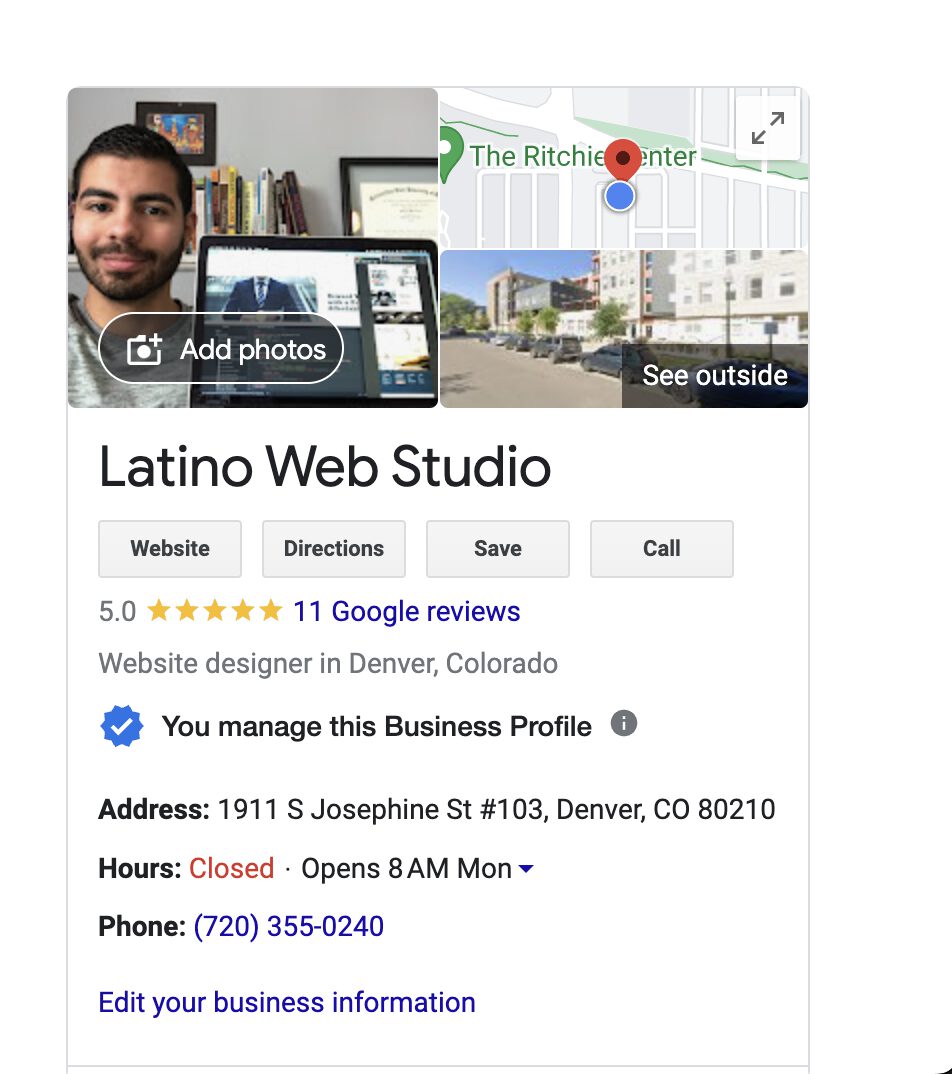 The Ritchie enter
Add photos
See outside
Latino Web Studio
Website
Directions
Save
Call
5.0 11 Google reviews
Website designer in Denver, Colorado
You manage this Business Profile
Address: 1911 S Josephine St #103, Denver, CO 80210
Hours: Closed · Opens 8 AM Mon
Phone: (720) 355-0240
Edit your business information